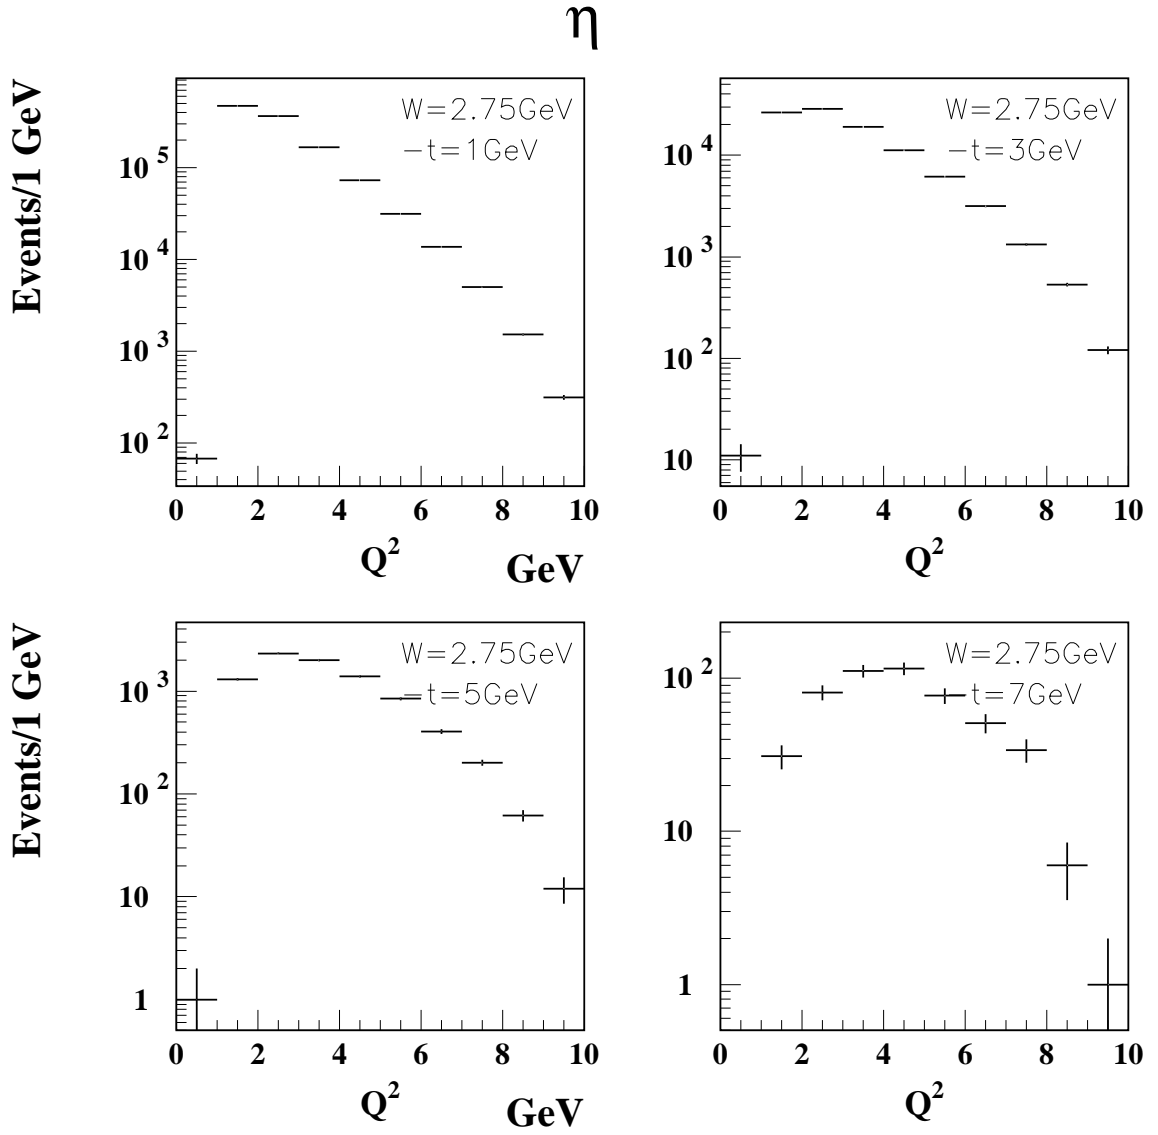 η
Events/1 GeV
W=2.75GeV
−t=1GeV
10^5
10^4
10^3
10^2
0 2 4 6 8 10
Q^2
GeV
W=2.75GeV
−t=3GeV
10^4
10^3
10^2
10
0 2 4 6 8 10
Q^2
Events/1 GeV
W=2.75GeV
−t=5GeV
10^3
10^2
10
1
0 2 4 6 8 10
Q^2
GeV
W=2.75GeV
−t=7GeV
10^2
10
1
0 2 4 6 8 10
Q^2